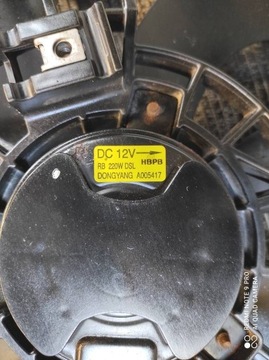 DC 12V
HBPB
RB 220W DSL
DONGYANG A005417
REDMI NOTE 9 PRO
AI QUAD CAMERA